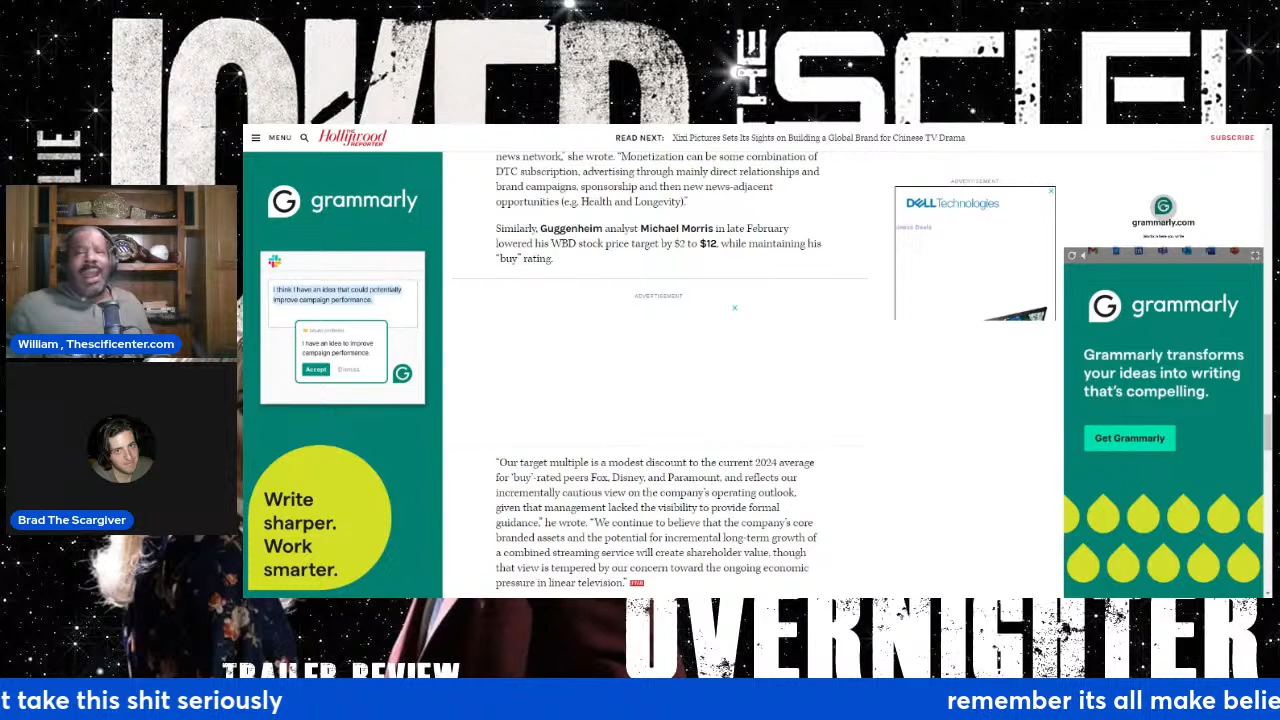 THE
JOKER
THE
SCI FI
MENU
The Hollywood REPORTER
READ NEXT: Xixi Pictures Sets Its Sights on Building a Global Brand for Chinese TV Drama
SUBSCRIBE
grammarly
I think I have an idea that could potentially
improve campaign performance.
I have an idea to improve
campaign performance.
Accept Dismiss
Write
sharper.
Work
smarter.
news network,” she wrote. “Monetization can be some combination of
DTC subscription, advertising through mainly direct relationships and
brand campaigns, sponsorship and then new news-adjacent
opportunities (e.g. Health and Longevity).”
Similarly, Guggenheim analyst Michael Morris in late February
lowered his WBD stock price target by $2 to $12, while maintaining his
“buy” rating.
ADVERTISEMENT
“Our target multiple is a modest discount to the current 2024 average
for ‘buy’-rated peers Fox, Disney, and Paramount, and reflects our
incrementally cautious view on the company’s operating outlook,
given that management lacked the visibility to provide formal
guidance,” he wrote. “We continue to believe that the company’s core
branded assets and the potential for incremental long-term growth of
a combined streaming service will create shareholder value, though
that view is tempered by our concern toward the ongoing economic
pressure in linear television.” THR
ADVERTISEMENT
DELL Technologies
grammarly.com
grammarly
Grammarly transforms
your ideas into writing
that’s compelling.
Get Grammarly
William , Thescificenter.com
Brad The Scargiver
OVERNIGHTER
TRAILER REVIEW
t take this shit seriously
remember its all make belie